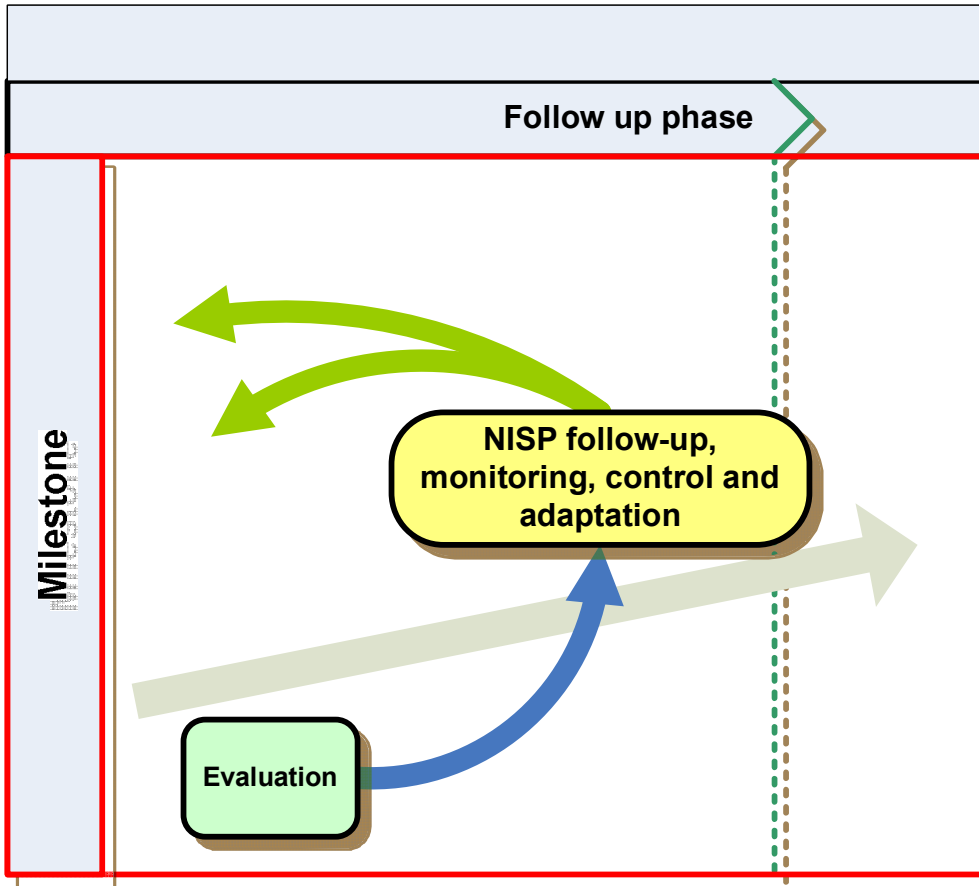 Follow up phase
Milestone
NISP follow-up,
monitoring, control and
adaptation
Evaluation